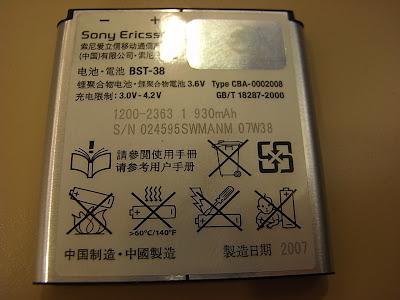 Sony Ericsson
索尼爱立信移动通信产
(中国)有限公司·索尼
电池·電池 BST-38
锂聚合物电池·鋰聚合物電池 3.6V Type CBA-0002008
充电限制: 3.0V-4.2V GB/T 18287-2000
1200-2363 1 930mAh
S/N 024595SWMANM 07W38
請參閱使用手冊
请参考用户手册
>60℃/140°F
中国制造·中國製造
製造日期 2007